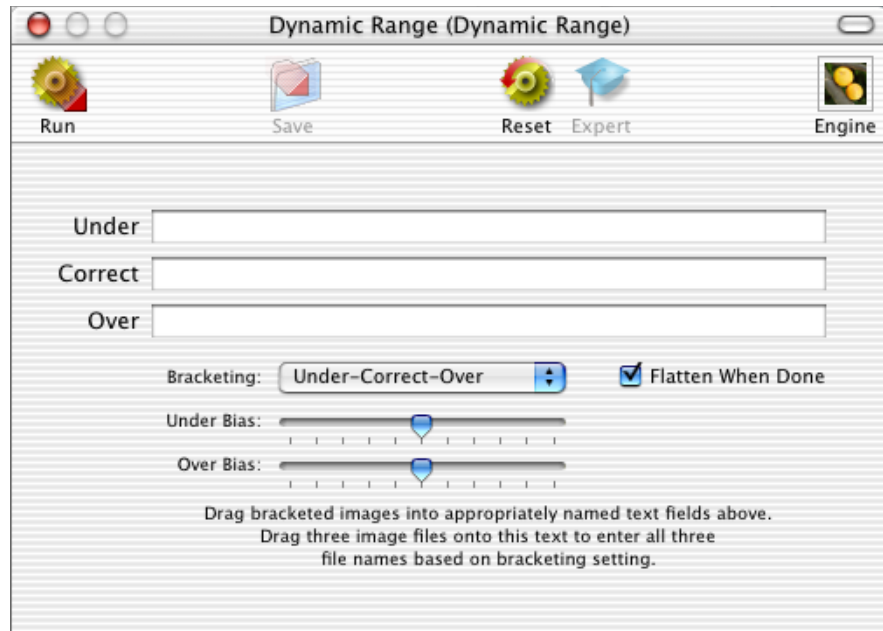 Dynamic Range (Dynamic Range)
Run Save Reset Expert Engine
Under
Correct
Over
Bracketing: Under-Correct-Over Flatten When Done
Under Bias:
Over Bias:
Drag bracketed images into appropriately named text fields above.
Drag three image files onto this text to enter all three
file names based on bracketing setting.